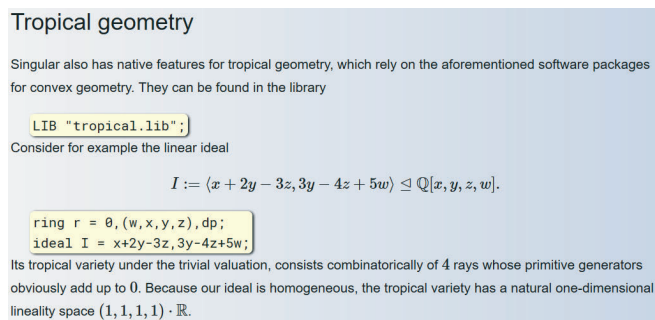 Tropical geometry
Singular also has native features for tropical geometry, which rely on the aforementioned software packages
for convex geometry. They can be found in the library
LIB "tropical.lib";
Consider for example the linear ideal
I := ⟨x + 2y − 3z, 3y − 4z + 5w⟩ ⊴ ℚ[x, y, z, w].
ring r = 0,(w,x,y,z),dp;
ideal I = x+2y-3z,3y-4z+5w;
Its tropical variety under the trivial valuation, consists combinatorically of 4 rays whose primitive generators
obviously add up to 0. Because our ideal is homogeneous, the tropical variety has a natural one-dimensional
lineality space (1, 1, 1, 1) · ℝ.